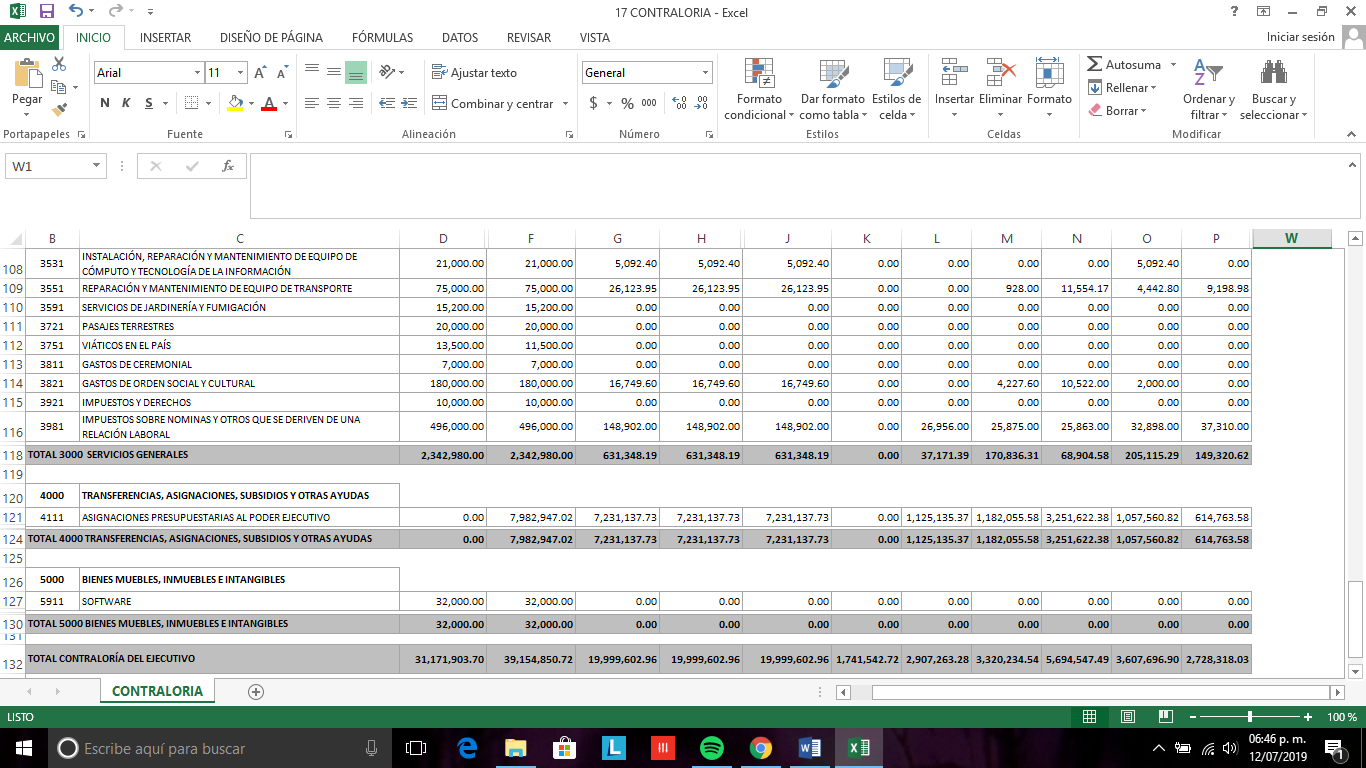 17 CONTRALORIA - Excel
ARCHIVO INICIO INSERTAR DISEÑO DE PÁGINA FÓRMULAS DATOS REVISAR VISTA Iniciar sesión
Pegar
Portapapeles
Arial 11
N K S
Fuente
Ajustar texto
Combinar y centrar
Alineación
General
$ % 000
Número
Formato condicional
Dar formato como tabla
Estilos de celda
Estilos
Insertar Eliminar Formato
Celdas
Autosuma
Rellenar
Borrar
Ordenar y filtrar
Buscar y seleccionar
Modificar
W1
B C D F G H J K L M N O P W
108 3531 INSTALACIÓN, REPARACIÓN Y MANTENIMIENTO DE EQUIPO DE
CÓMPUTO Y TECNOLOGÍA DE LA INFORMACIÓN 21,000.00 21,000.00 5,092.40 5,092.40 5,092.40 0.00 0.00 0.00 0.00 5,092.40 0.00
109 3551 REPARACIÓN Y MANTENIMIENTO DE EQUIPO DE TRANSPORTE 75,000.00 75,000.00 26,123.95 26,123.95 26,123.95 0.00 0.00 928.00 11,554.17 4,442.80 9,198.98
110 3591 SERVICIOS DE JARDINERÍA Y FUMIGACIÓN 15,200.00 15,200.00 0.00 0.00 0.00 0.00 0.00 0.00 0.00 0.00 0.00
111 3721 PASAJES TERRESTRES 20,000.00 20,000.00 0.00 0.00 0.00 0.00 0.00 0.00 0.00 0.00 0.00
112 3751 VIÁTICOS EN EL PAÍS 13,500.00 11,500.00 0.00 0.00 0.00 0.00 0.00 0.00 0.00 0.00 0.00
113 3811 GASTOS DE CEREMONIAL 7,000.00 7,000.00 0.00 0.00 0.00 0.00 0.00 0.00 0.00 0.00 0.00
114 3821 GASTOS DE ORDEN SOCIAL Y CULTURAL 180,000.00 180,000.00 16,749.60 16,749.60 16,749.60 0.00 0.00 4,227.60 10,522.00 2,000.00 0.00
115 3921 IMPUESTOS Y DERECHOS 10,000.00 10,000.00 0.00 0.00 0.00 0.00 0.00 0.00 0.00 0.00 0.00
116 3981 IMPUESTOS SOBRE NOMINAS Y OTROS QUE SE DERIVEN DE UNA
RELACIÓN LABORAL 496,000.00 496,000.00 148,902.00 148,902.00 148,902.00 0.00 26,956.00 25,875.00 25,863.00 32,898.00 37,310.00
118 TOTAL 3000 SERVICIOS GENERALES 2,342,980.00 2,342,980.00 631,348.19 631,348.19 631,348.19 0.00 37,171.39 170,836.31 68,904.58 205,115.29 149,320.62
119
120 4000 TRANSFERENCIAS, ASIGNACIONES, SUBSIDIOS Y OTRAS AYUDAS
121 4111 ASIGNACIONES PRESUPUESTARIAS AL PODER EJECUTIVO 0.00 7,982,947.02 7,231,137.73 7,231,137.73 7,231,137.73 0.00 1,125,135.37 1,182,055.58 3,251,622.38 1,057,560.82 614,763.58
124 TOTAL 4000 TRANSFERENCIAS, ASIGNACIONES, SUBSIDIOS Y OTRAS AYUDAS 0.00 7,982,947.02 7,231,137.73 7,231,137.73 7,231,137.73 0.00 1,125,135.37 1,182,055.58 3,251,622.38 1,057,560.82 614,763.58
125
126 5000 BIENES MUEBLES, INMUEBLES E INTANGIBLES
127 5911 SOFTWARE 32,000.00 32,000.00 0.00 0.00 0.00 0.00 0.00 0.00 0.00 0.00 0.00
130 TOTAL 5000 BIENES MUEBLES, INMUEBLES E INTANGIBLES 32,000.00 32,000.00 0.00 0.00 0.00 0.00 0.00 0.00 0.00 0.00 0.00
131
132 TOTAL CONTRALORÍA DEL EJECUTIVO 31,171,903.70 39,154,850.72 19,999,602.96 19,999,602.96 19,999,602.96 1,741,542.72 2,907,263.28 3,320,234.54 5,694,547.49 3,607,696.90 2,728,318.03
CONTRALORIA
LISTO 100 %
Escribe aquí para buscar
06:46 p. m.
12/07/2019
1